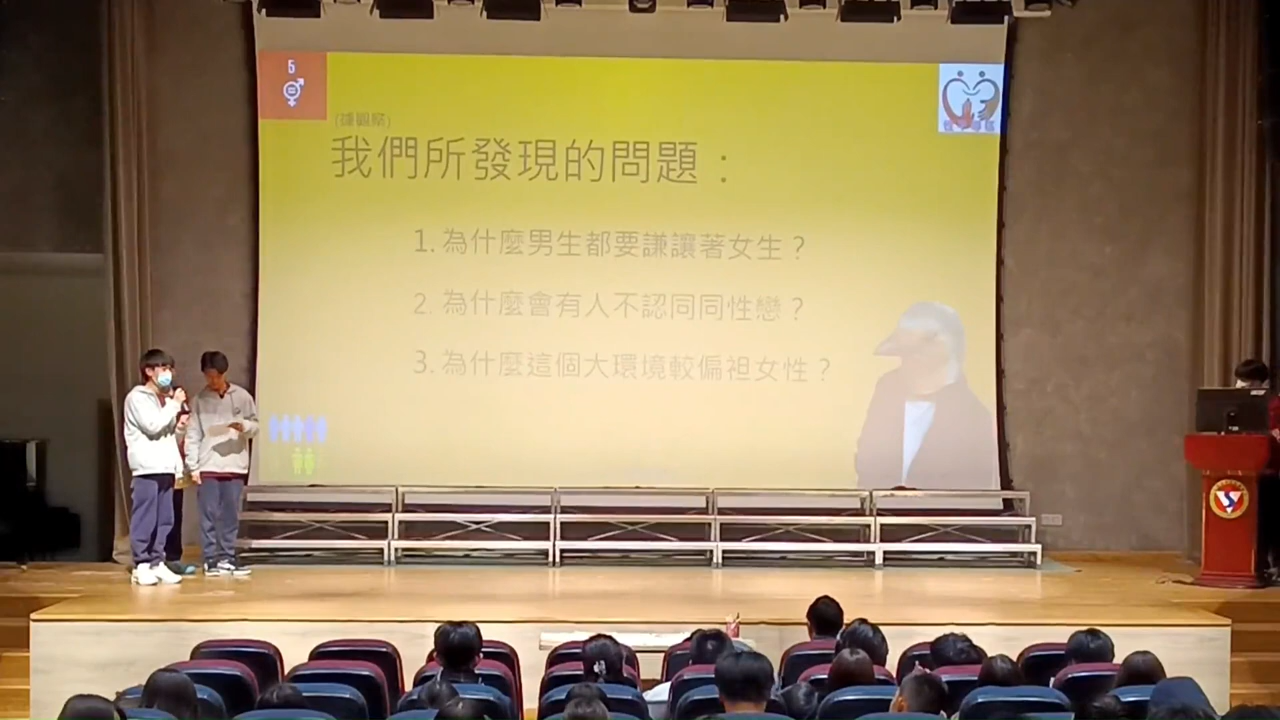 5
(據觀察)
我們所發現的問題：
1. 為什麼男生都要謙讓著女生？
2. 為什麼會有人不認同同性戀？
3. 為什麼這個大環境較偏袒女性？